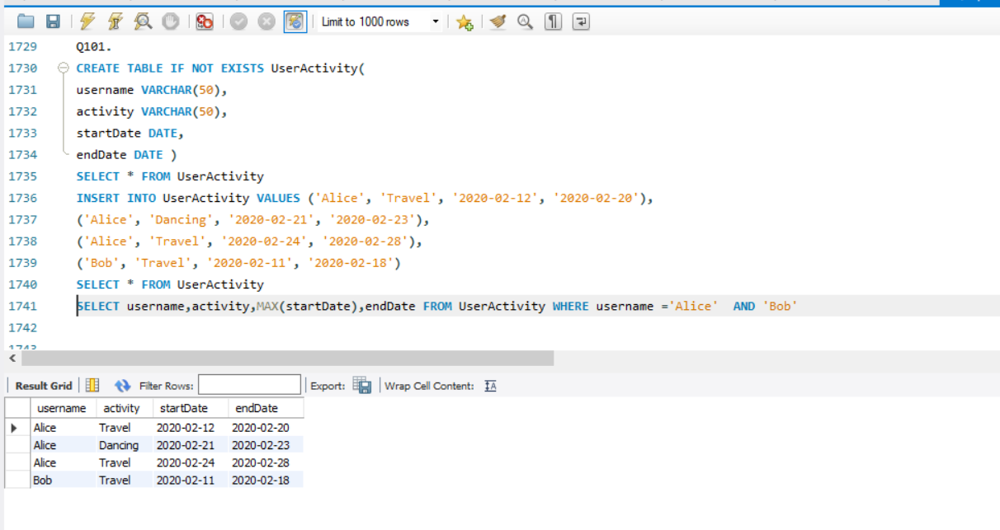 Limit to 1000 rows
1729 Q101.
1730 CREATE TABLE IF NOT EXISTS UserActivity(
1731 username VARCHAR(50),
1732 activity VARCHAR(50),
1733 startDate DATE,
1734 endDate DATE )
1735 SELECT * FROM UserActivity
1736 INSERT INTO UserActivity VALUES ('Alice', 'Travel', '2020-02-12', '2020-02-20'),
1737 ('Alice', 'Dancing', '2020-02-21', '2020-02-23'),
1738 ('Alice', 'Travel', '2020-02-24', '2020-02-28'),
1739 ('Bob', 'Travel', '2020-02-11', '2020-02-18')
1740 SELECT * FROM UserActivity
1741 SELECT username,activity,MAX(startDate),endDate FROM UserActivity WHERE username ='Alice'  AND 'Bob'
1742
1743
Result Grid Filter Rows: Export: Wrap Cell Content: IA
username activity startDate endDate
Alice Travel 2020-02-12 2020-02-20
Alice Dancing 2020-02-21 2020-02-23
Alice Travel 2020-02-24 2020-02-28
Bob Travel 2020-02-11 2020-02-18